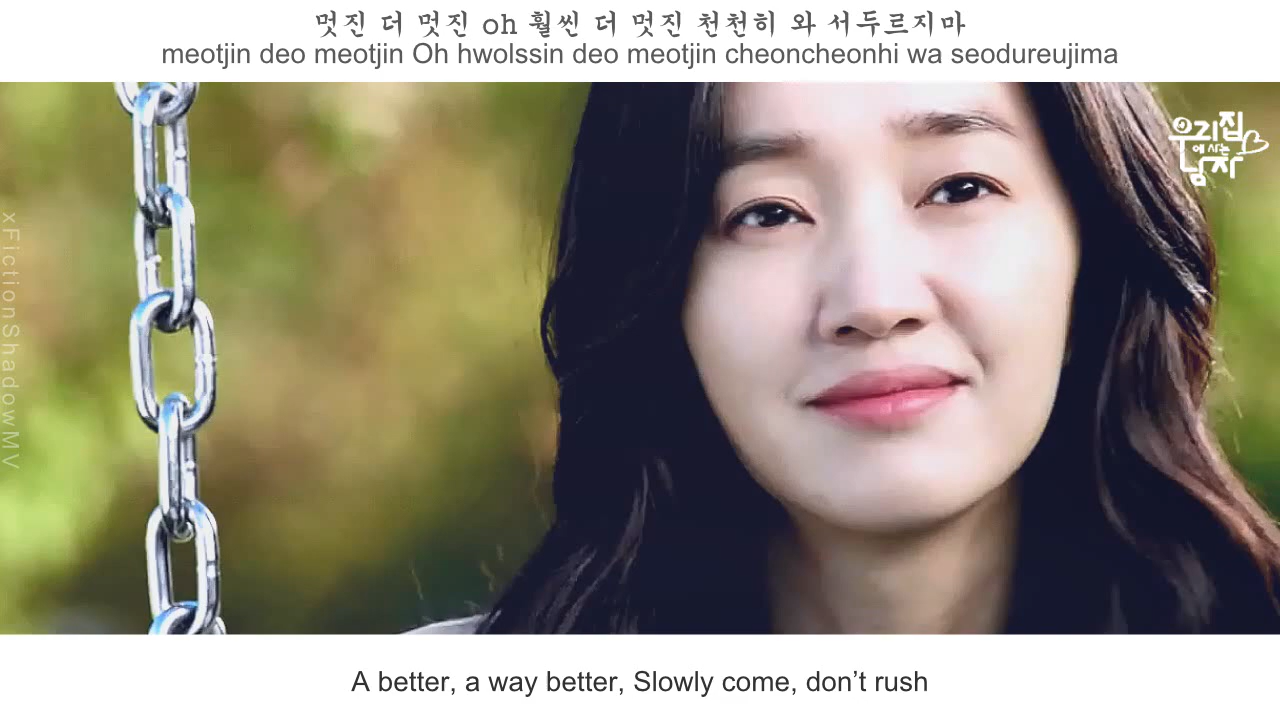 멋진 더 멋진 oh 훨씬 더 멋진 천천히 와 서두르지마
meotjin deo meotjin Oh hwolssin deo meotjin cheoncheonhi wa seodureujima
우리집
에 사는
남자
xFictionShadowMV
A better, a way better, Slowly come, don’t rush